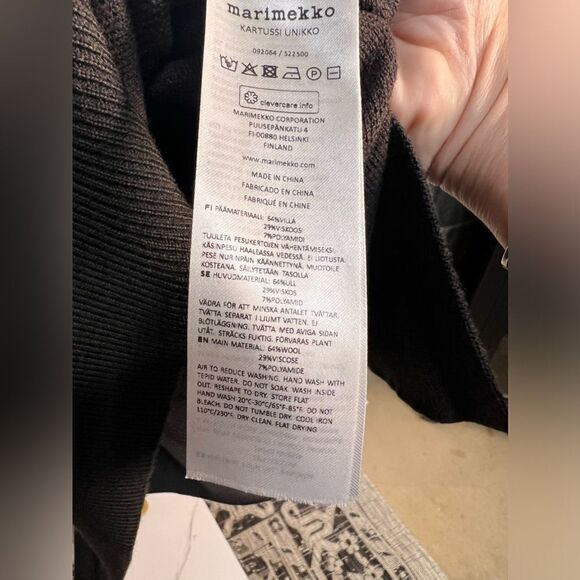 marimekko
KARTUSSI UNIKKO
092064 / 522500
clevercare.info
MARIMEKKO CORPORATION
PUUSEPÄNKATU 4
FI-00880 HELSINKI
FINLAND
www.marimekko.com
MADE IN CHINA
FABRICADO EN CHINA
FABRIQUÉ EN CHINE
FI PÄÄMATERIAALI: 64%VILLA
29%VISKOOSI
7%POLYAMIDI
TUULETA PESUKERTOJEN VÄHENTÄMISEKSI.
KÄSINPESU HAALEASSA VEDESSÄ. EI LIOTUSTA.
PESE NURINPÄIN KÄÄNNETTYNÄ. MUOTOILE
KOSTEANA. SÄILYTETÄÄN TASOLLA
SE HUVUDMATERIAL: 64%ULL
29%VISKOS
7%POLYAMID
VÄDRA FÖR ATT MINSKA ANTALET TVÄTTAR.
TVÄTTA SEPARAT I LJUMT VATTEN. EJ
BLÖTLÄGGNING. TVÄTTA MED AVIGA SIDAN
UTÅT. STRÄCKS FUKTIG. FÖRVARAS PLANT
EN MAIN MATERIAL: 64%WOOL
29%VISCOSE
7%POLYAMIDE
AIR TO REDUCE WASHING. HAND WASH WITH
TEPID WATER. DO NOT SOAK. WASH INSIDE
OUT. RESHAPE TO DRY. STORE FLAT
HAND WASH 20°C-30°C/65°F-85°F. DO NOT
BLEACH. DO NOT TUMBLE DRY. COOL IRON
110°C/230°F. DRY CLEAN. FLAT DRYING.